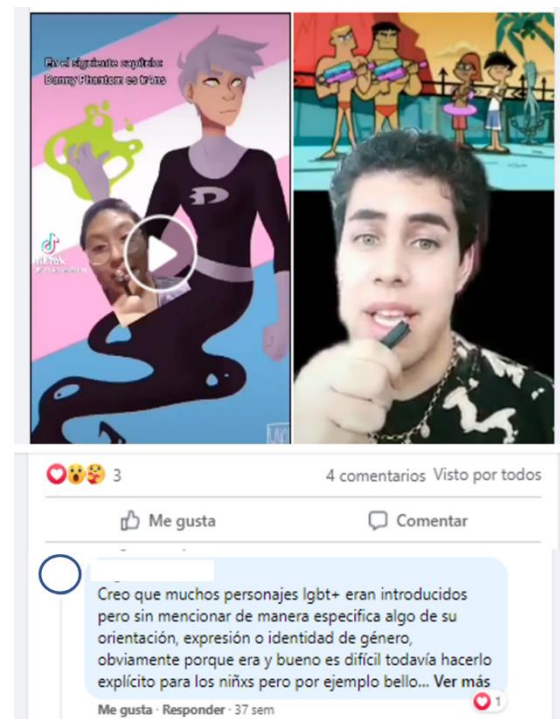 En el siguiente capítulo:
Danny Phantom es tr4ns
TikTok
3
4 comentarios Visto por todos
Me gusta
Comentar
Creo que muchos personajes lgbt+ eran introducidos
pero sin mencionar de manera especifica algo de su
orientación, expresión o identidad de género,
obviamente porque era y bueno es difícil todavía hacerlo
explícito para los niñxs pero por ejemplo bello... Ver más
Me gusta · Responder · 37 sem
1